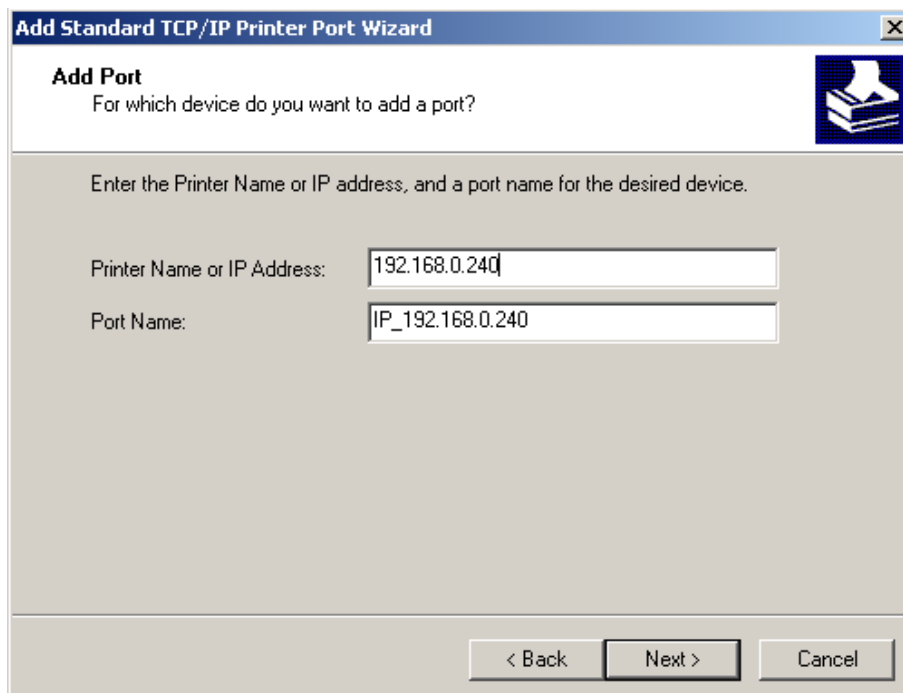 Add Standard TCP/IP Printer Port Wizard
Add Port
For which device do you want to add a port?
Enter the Printer Name or IP address, and a port name for the desired device.
Printer Name or IP Address: 192.168.0.240
Port Name: IP_192.168.0.240
< Back Next > Cancel